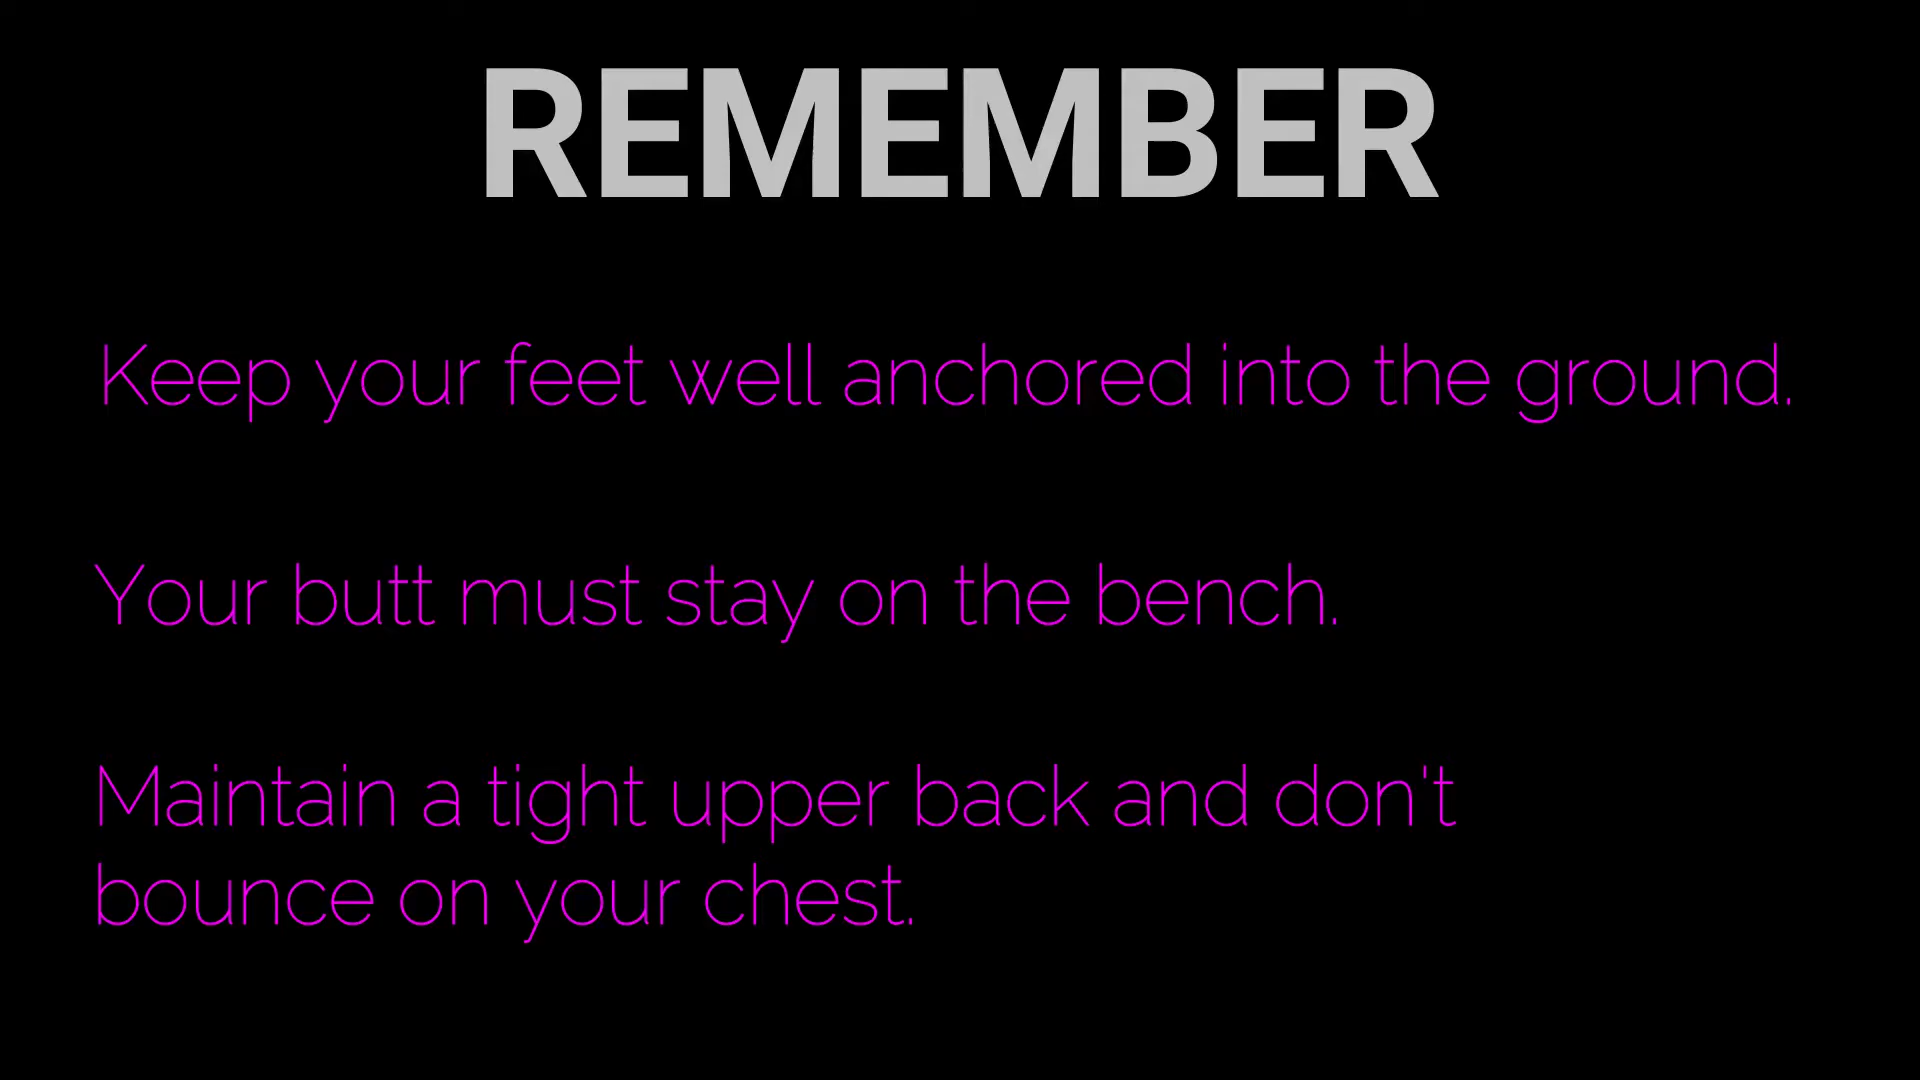 REMEMBER
Keep your feet well anchored into the ground.
Your butt must stay on the bench.
Maintain a tight upper back and don't
bounce on your chest.